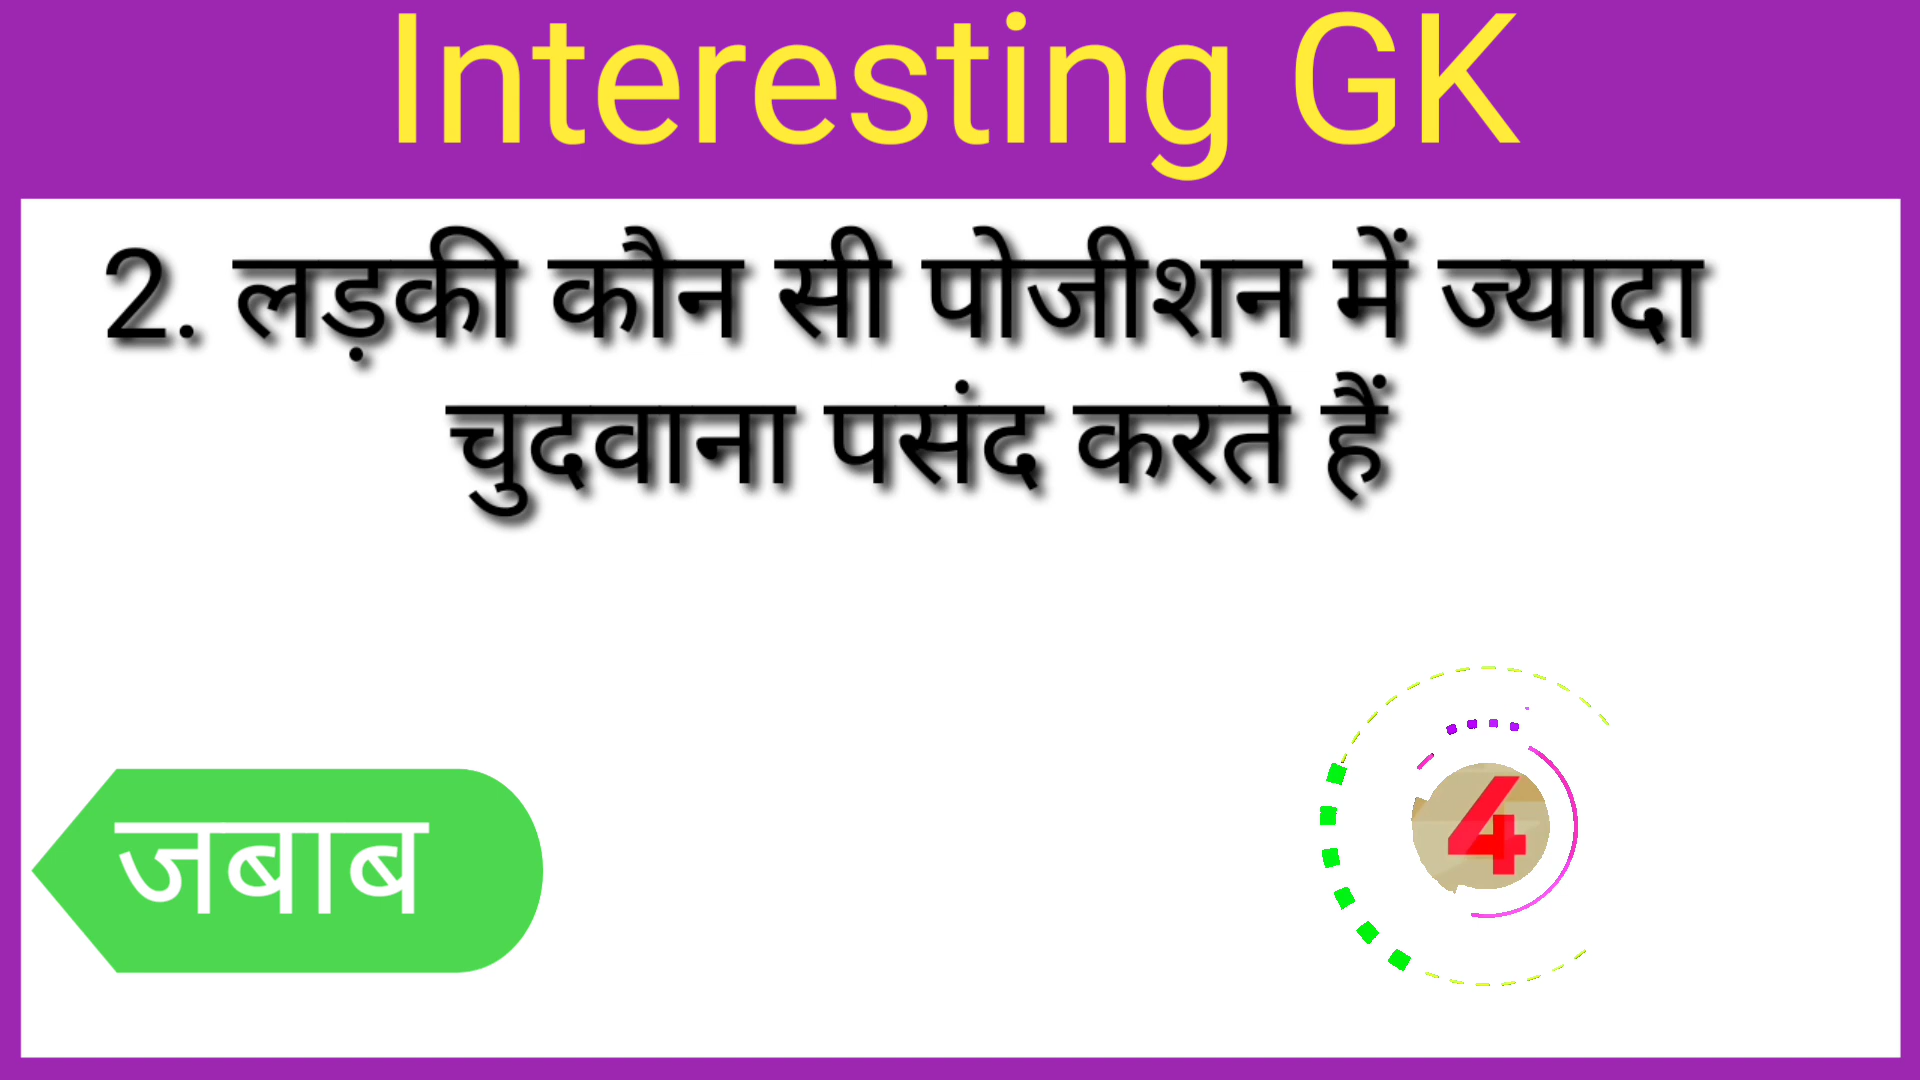 Interesting GK
2. लड़की कौन सी पोजीशन में ज्यादा
चुदवाना पसंद करते हैं
जबाब
4